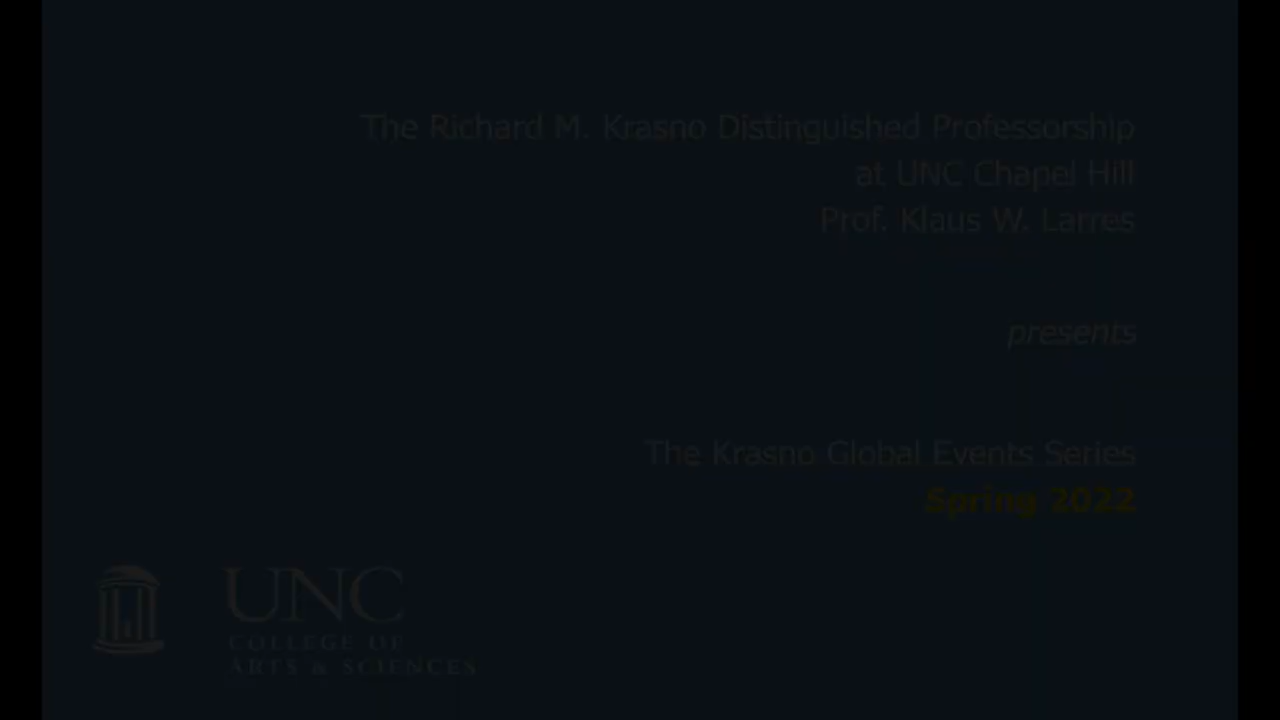 The Richard M. Krasno Distinguished Professorship
at UNC Chapel Hill
Prof. Klaus W. Larres
presents
The Krasno Global Events Series
Spring 2022
UNC
COLLEGE OF
ARTS & SCIENCES